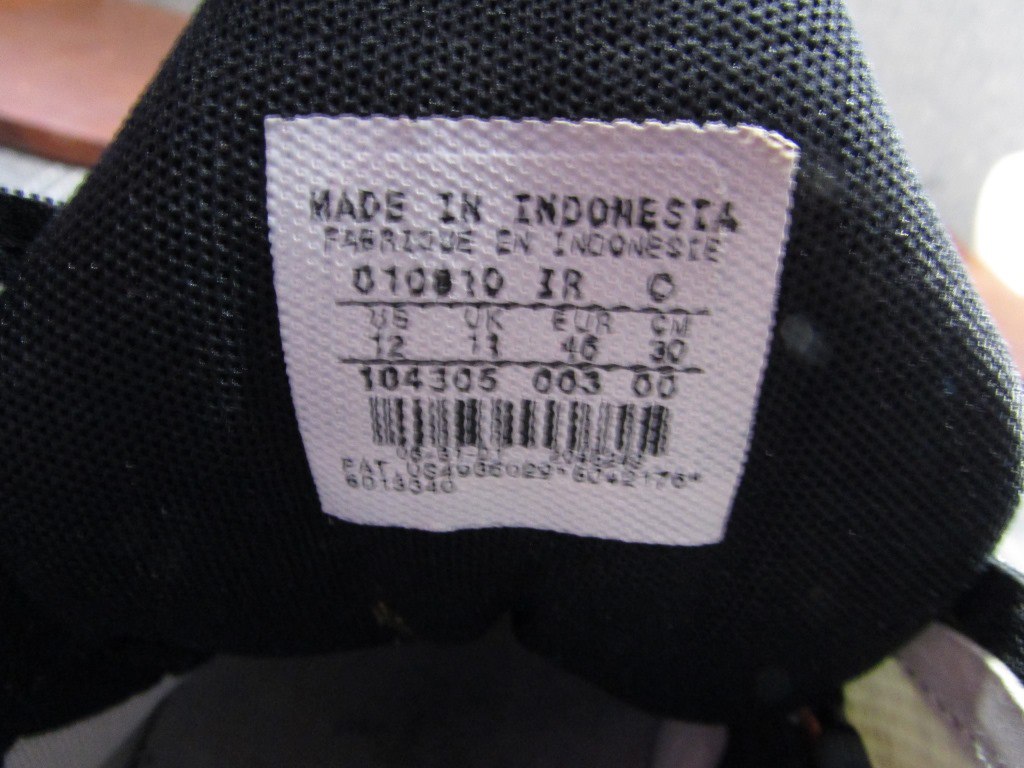 MADE IN INDONESIA
FABRIQUE EN INDONESIE
010810 IR O
US UK EUR CM
12 11 46 30
104305 003 00
PAT. US4936029*6042176*
6013340